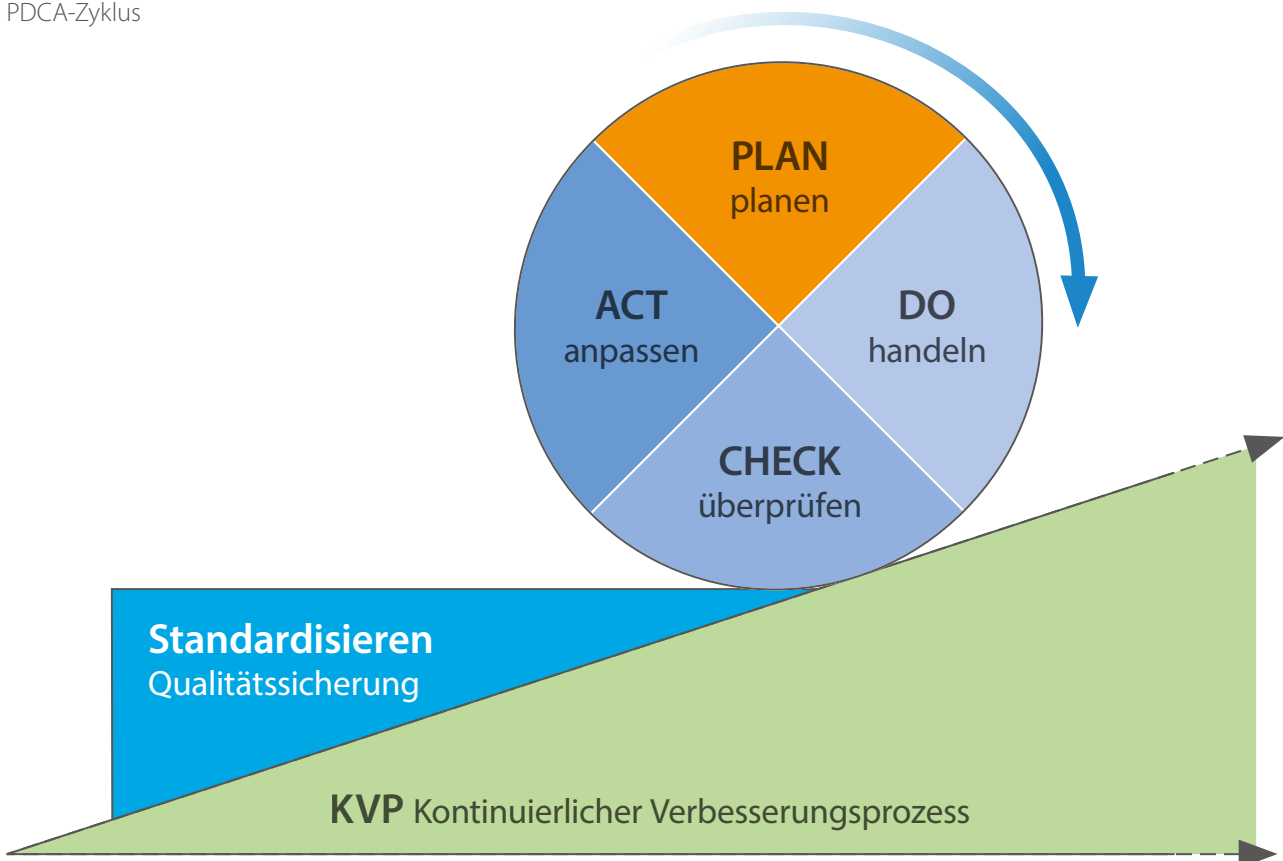 PDCA-Zyklus
PLAN
planen
ACT
anpassen
DO
handeln
CHECK
überprüfen
Standardisieren
Qualitätssicherung
KVP Kontinuierlicher Verbesserungsprozess